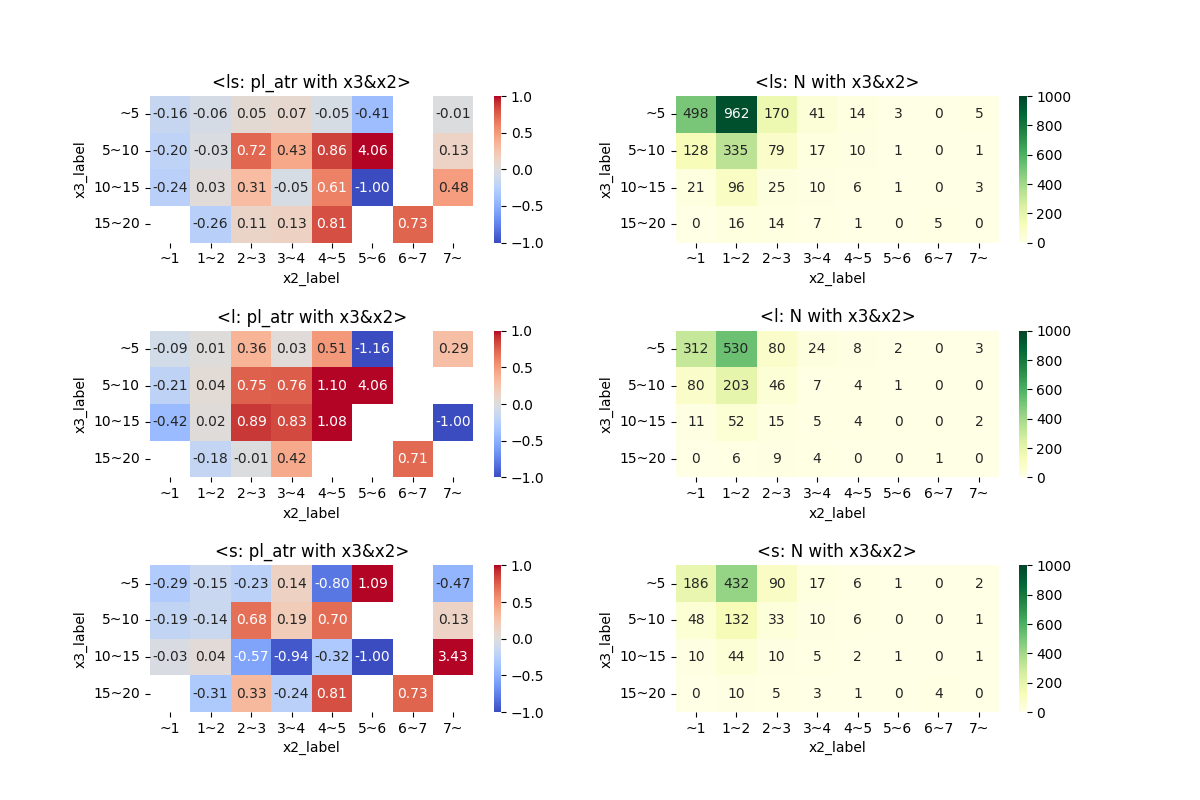 <ls: pl_atr with x3&x2>
x3_label
~5 -0.16 -0.06 0.05 0.07 -0.05 -0.41 -0.01
5~10 -0.20 -0.03 0.72 0.43 0.86 4.06 0.13
10~15 -0.24 0.03 0.31 -0.05 0.61 -1.00 0.48
15~20 -0.26 0.11 0.13 0.81 0.73
~1 1~2 2~3 3~4 4~5 5~6 6~7 7~
x2_label
1.0
0.5
0.0
−0.5
−1.0
<ls: N with x3&x2>
x3_label
~5 498 962 170 41 14 3 0 5
5~10 128 335 79 17 10 1 0 1
10~15 21 96 25 10 6 1 0 3
15~20 0 16 14 7 1 0 5 0
~1 1~2 2~3 3~4 4~5 5~6 6~7 7~
x2_label
1000
800
600
400
200
0
<l: pl_atr with x3&x2>
x3_label
~5 -0.09 0.01 0.36 0.03 0.51 -1.16 0.29
5~10 -0.21 0.04 0.75 0.76 1.10 4.06
10~15 -0.42 0.02 0.89 0.83 1.08 -1.00
15~20 -0.18 -0.01 0.42 0.71
~1 1~2 2~3 3~4 4~5 5~6 6~7 7~
x2_label
1.0
0.5
0.0
−0.5
−1.0
<l: N with x3&x2>
x3_label
~5 312 530 80 24 8 2 0 3
5~10 80 203 46 7 4 1 0 0
10~15 11 52 15 5 4 0 0 2
15~20 0 6 9 4 0 0 1 0
~1 1~2 2~3 3~4 4~5 5~6 6~7 7~
x2_label
1000
800
600
400
200
0
<s: pl_atr with x3&x2>
x3_label
~5 -0.29 -0.15 -0.23 0.14 -0.80 1.09 -0.47
5~10 -0.19 -0.14 0.68 0.19 0.70 0.13
10~15 -0.03 0.04 -0.57 -0.94 -0.32 -1.00 3.43
15~20 -0.31 0.33 -0.24 0.81 0.73
~1 1~2 2~3 3~4 4~5 5~6 6~7 7~
x2_label
1.0
0.5
0.0
−0.5
−1.0
<s: N with x3&x2>
x3_label
~5 186 432 90 17 6 1 0 2
5~10 48 132 33 10 6 0 0 1
10~15 10 44 10 5 2 1 0 1
15~20 0 10 5 3 1 0 4 0
~1 1~2 2~3 3~4 4~5 5~6 6~7 7~
x2_label
1000
800
600
400
200
0